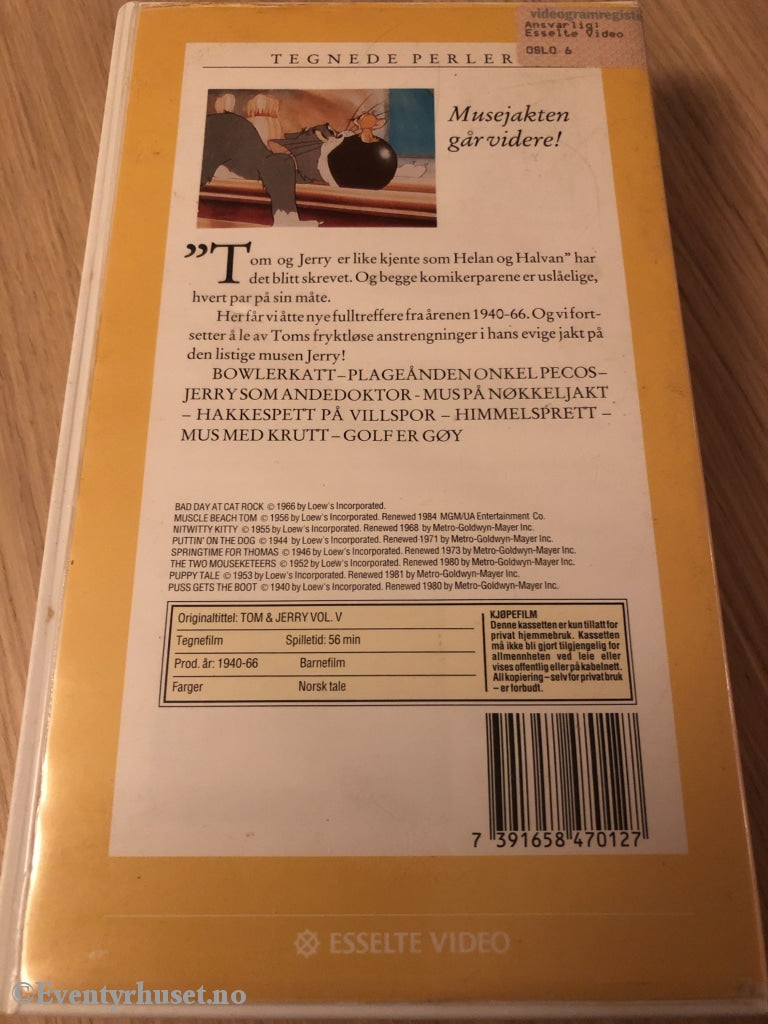 videogramregiste
Ansvarlig:
Esselte Video
OSLO 6
TEGNEDE PERLER
Musejakten
går videre!
”Tom og Jerry er like kjente som Helan og Halvan” har
det blitt skrevet. Og begge komikerparene er uslåelige,
hvert par på sin måte.
Her får vi åtte nye fulltreffere fra årenen 1940-66. Og vi fort-
setter å le av Toms fryktløse anstrengninger i hans evige jakt på
den listige musen Jerry!
BOWLERKATT – PLAGEÅNDEN ONKEL PECOS –
JERRY SOM ANDEDOKTOR - MUS PÅ NØKKELJAKT
– HAKKESPETT PÅ VILLSPOR – HIMMELSPRETT –
MUS MED KRUTT – GOLF ER GØY
BAD DAY AT CAT ROCK © 1966 by Loew's Incorporated.
MUSCLE BEACH TOM © 1956 by Loew's Incorporated. Renewed 1984 MGM/UA Entertainment Co.
NITWITTY KITTY © 1955 by Loew's Incorporated. Renewed 1968 by Metro-Goldwyn-Mayer Inc.
PUTTIN' ON THE DOG © 1944 by Loew's Incorporated. Renewed 1971 by Metro-Goldwyn-Mayer Inc.
SPRINGTIME FOR THOMAS © 1946 by Loew's Incorporated. Renewed 1973 by Metro-Goldwyn-Mayer Inc.
THE TWO MOUSEKETEERS © 1952 by Loew's Incorporated. Renewed 1980 by Metro-Goldwyn-Mayer Inc.
PUPPY TALE © 1953 by Loew's Incorporated. Renewed 1981 by Metro-Goldwyn-Mayer Inc.
PUSS GETS THE BOOT © 1940 by Loew's Incorporated. Renewed 1980 by Metro-Goldwyn-Mayer Inc.
Originaltittel: TOM & JERRY VOL. V
Tegnefilm Spilletid: 56 min
Prod. år: 1940-66 Barnefilm
Farger Norsk tale
KJØPEFILM
Denne kassetten er kun tillatt for
privat hjemmebruk. Kassetten
må ikke bli gjort tilgjengelig for
allmennheten ved leie eller
vises offentlig eller på kabelnett.
All kopiering – selv for privat bruk
– er forbudt.
7 391658 470127
ESSELTE VIDEO
©Eventyrhuset.no